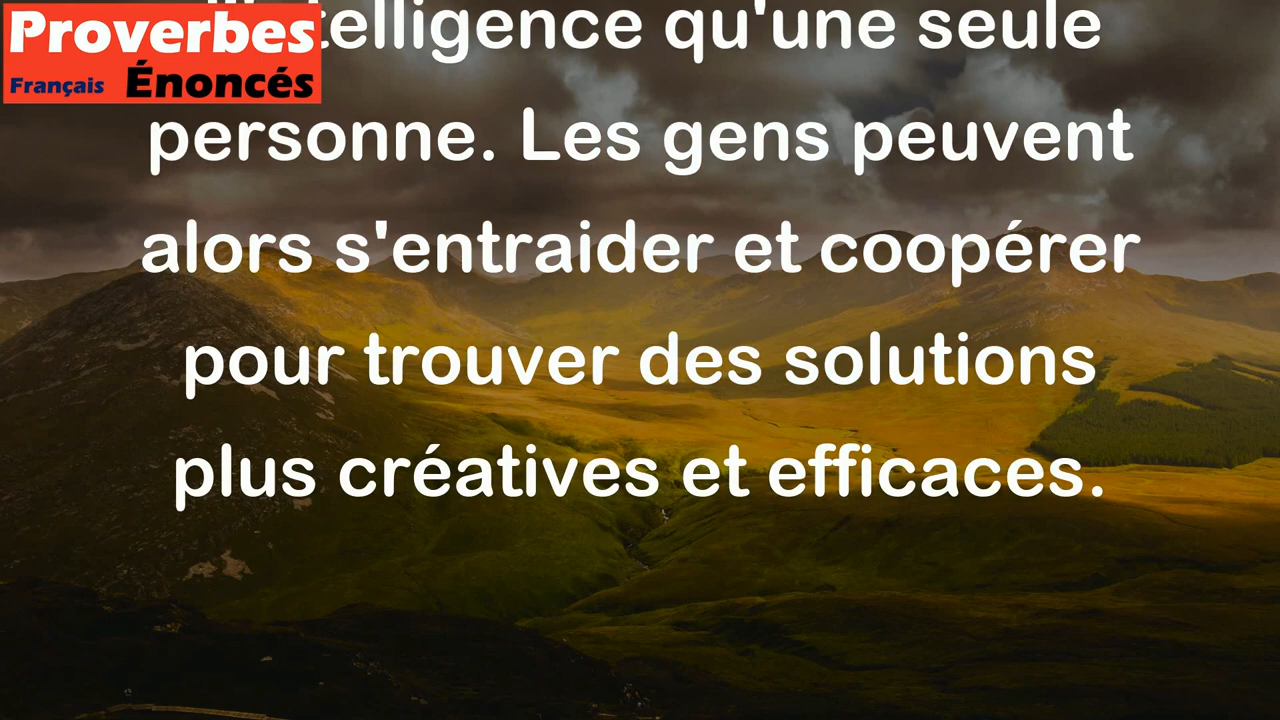 Proverbes
Français Énoncés
qu'une seule
personne. Les gens peuvent
alors s'entraider et coopérer
pour trouver des solutions
plus créatives et efficaces.